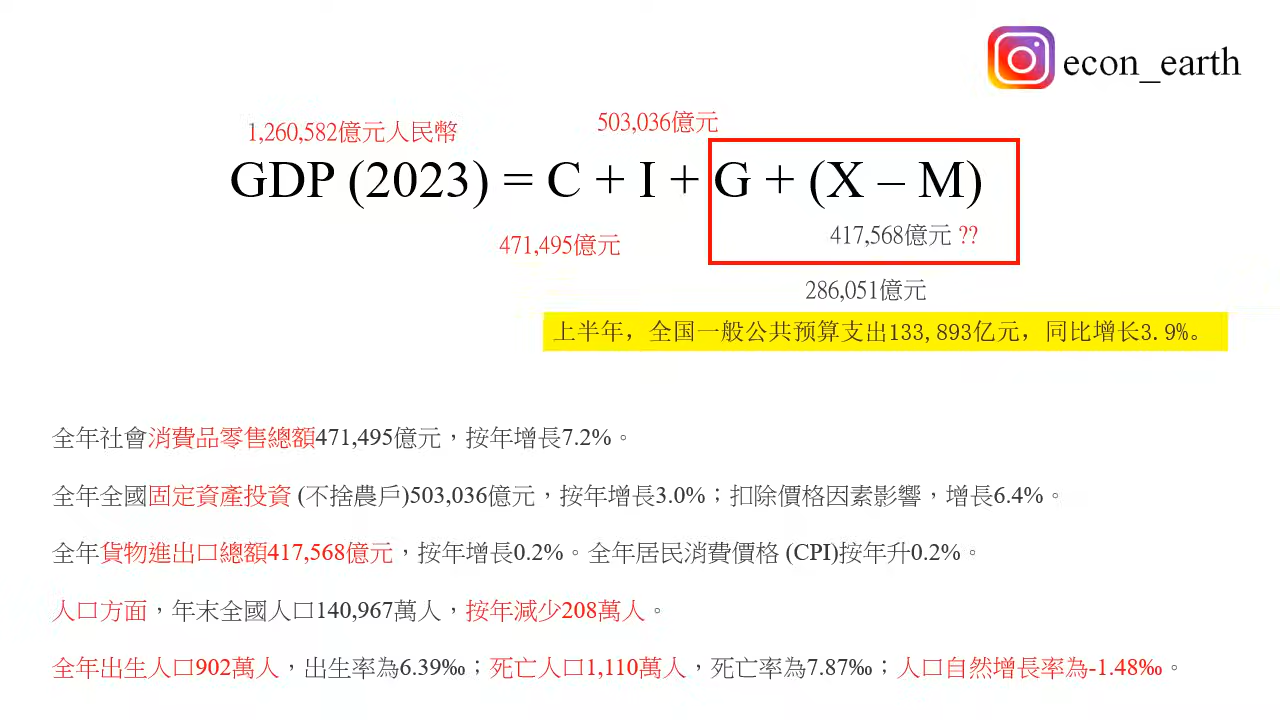 econ_earth
1,260,582億元人民幣
503,036億元
GDP (2023) = C + I + G + (X – M)
471,495億元
417,568億元 ??
286,051億元
上半年，全国一般公共预算支出133,893亿元，同比增长3.9%。
全年社會消費品零售總額471,495億元，按年增長7.2%。
全年全國固定資產投資 (不捨農戶)503,036億元，按年增長3.0%；扣除價格因素影響，增長6.4%。
全年貨物進出口總額417,568億元，按年增長0.2%。全年居民消費價格 (CPI)按年升0.2%。
人口方面，年末全國人口140,967萬人，按年減少208萬人。
全年出生人口902萬人，出生率為6.39‰；死亡人口1,110萬人，死亡率為7.87‰；人口自然增長率為-1.48‰。